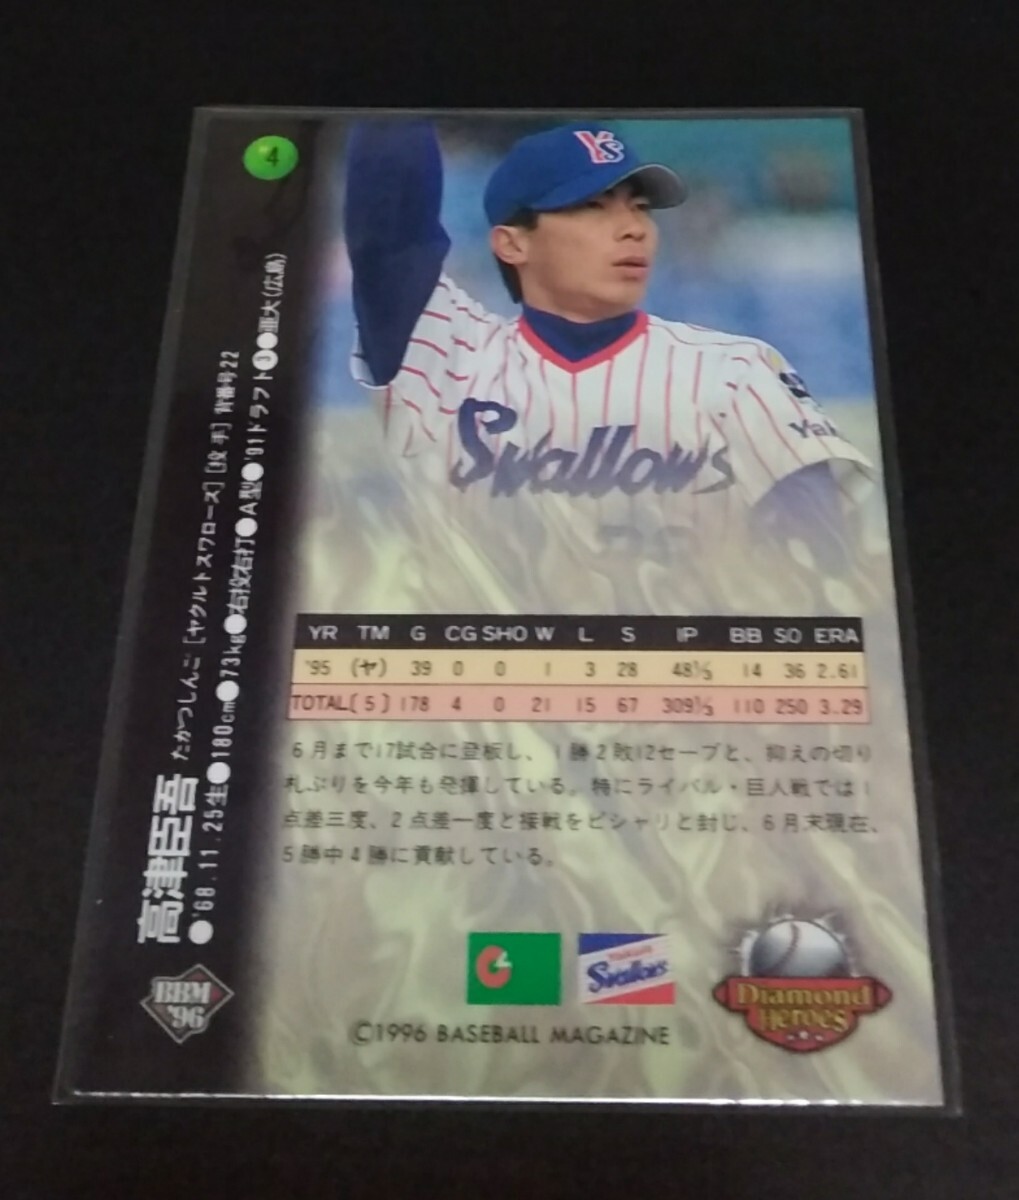 4
Y's
Swallows
Yak
高津臣吾 たかつしんご [ヤクルトスワローズ] [投手] 背番号22
●'68.11.25生●180cm●73kg●右投右打●A型●'91ドラフト③●亜大(広島)
YR TM G CG SHO W L S IP BB SO ERA
'95 (ヤ) 39 0 0 1 3 28 48⅓ 14 36 2.61
TOTAL(5) 178 4 0 21 15 67 309⅓ 110 250 3.29
6月まで17試合に登板し、1勝2敗12セーブと、抑えの切り
札ぶりを今年も発揮している。特にライバル・巨人戦では1
点差三度、2点差一度と接戦をピシャリと封じ、6月末現在、
5勝中4勝に貢献している。
BBM
'96
Yakult
Swallows
Diamond
Heroes
©1996 BASEBALL MAGAZINE